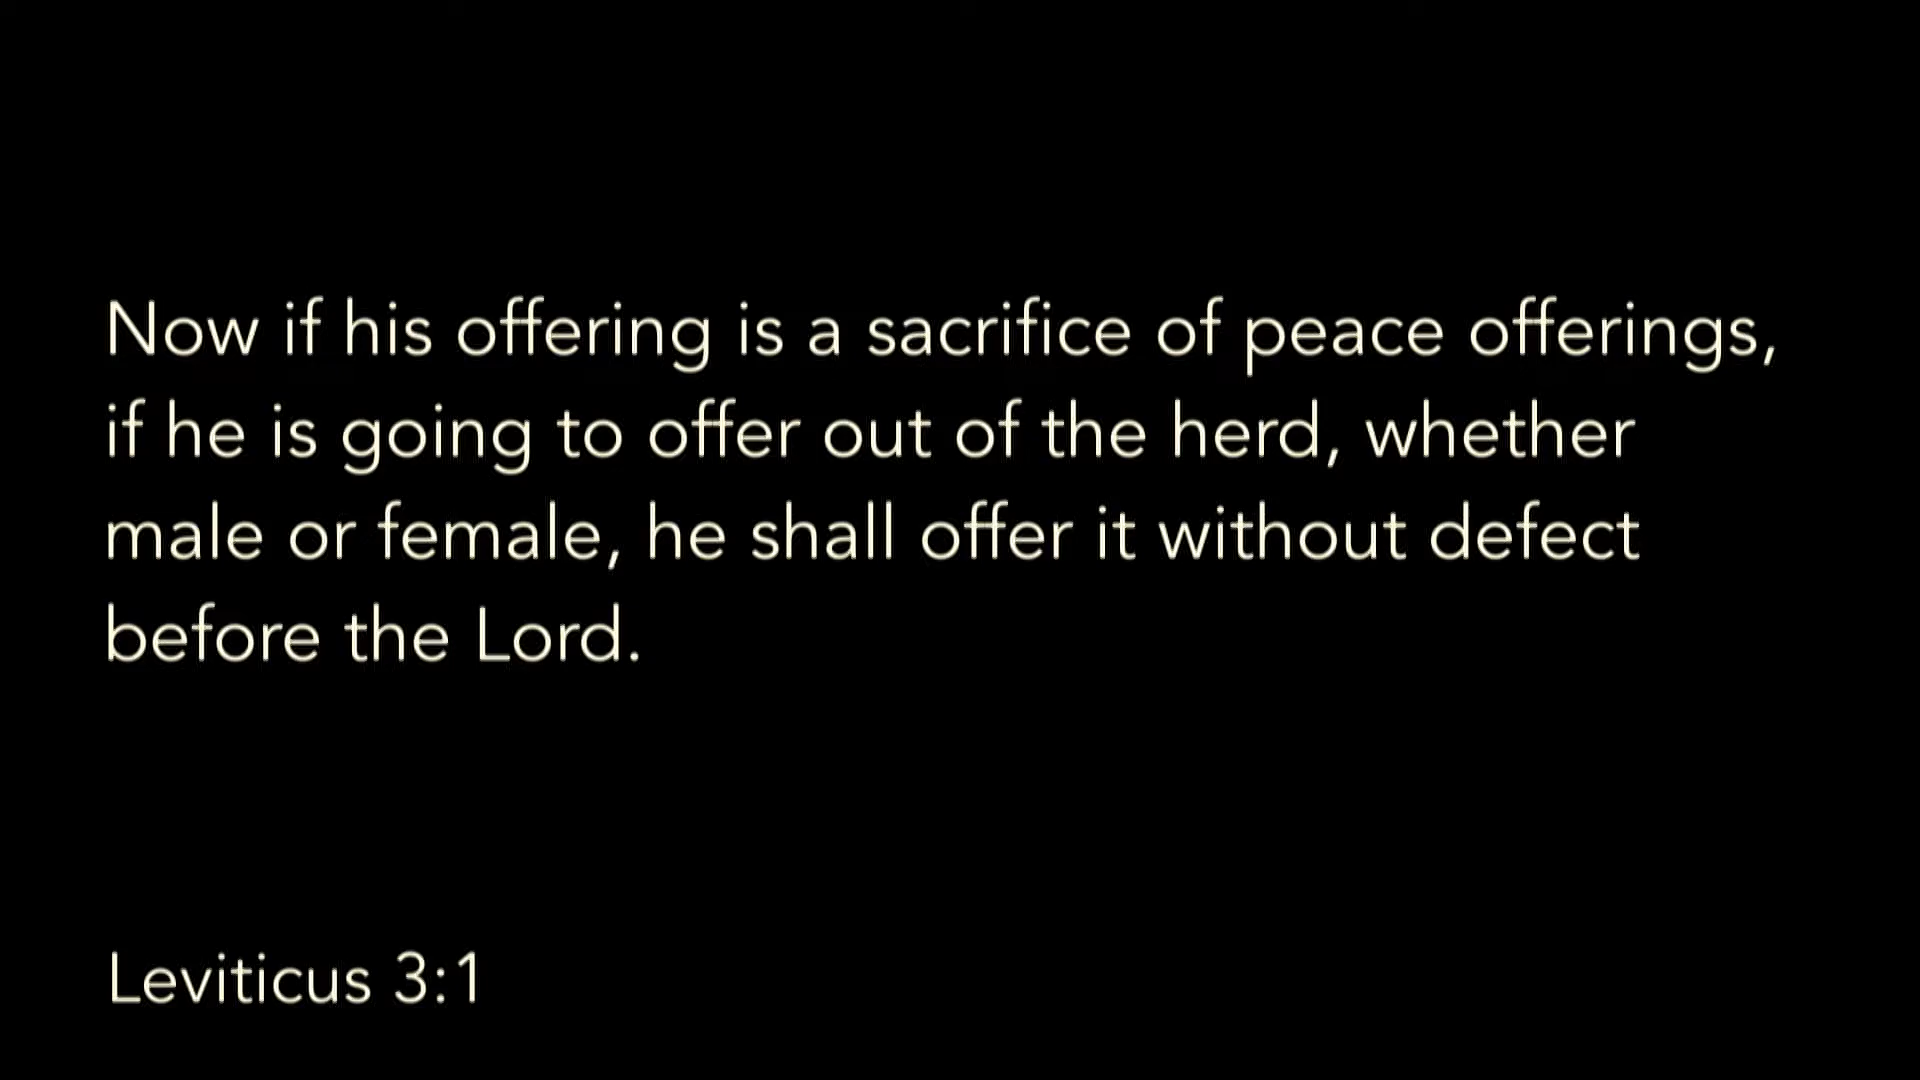 Now if his offering is a sacrifice of peace offerings,
if he is going to offer out of the herd, whether
male or female, he shall offer it without defect
before the Lord.
Leviticus 3:1